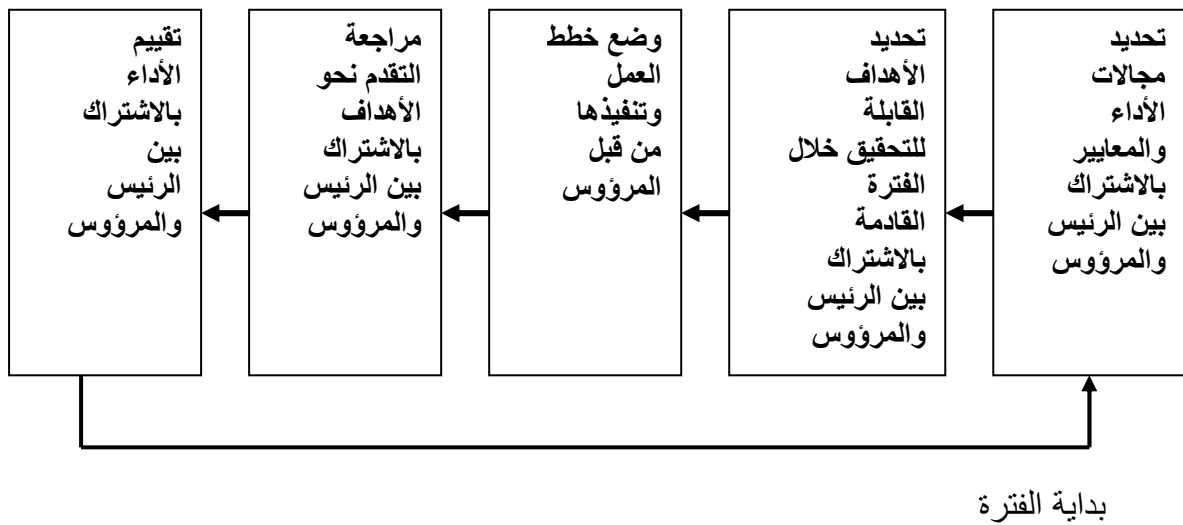 تحديد
مجالات
الأداء
والمعايير
بالاشتراك
بين الرئيس
والمرؤوس
تحديد
الأهداف
القابلة
للتحقيق خلال
الفترة
القادمة
بالاشتراك
بين الرئيس
والمرؤوس
وضع خطط
العمل
وتنفيذها
من قبل
المرؤوس
مراجعة
التقدم نحو
الأهداف
بالاشتراك
بين الرئيس
والمرؤوس
تقييم
الأداء
بالاشتراك
بين
الرئيس
والمرؤوس
بداية الفترة